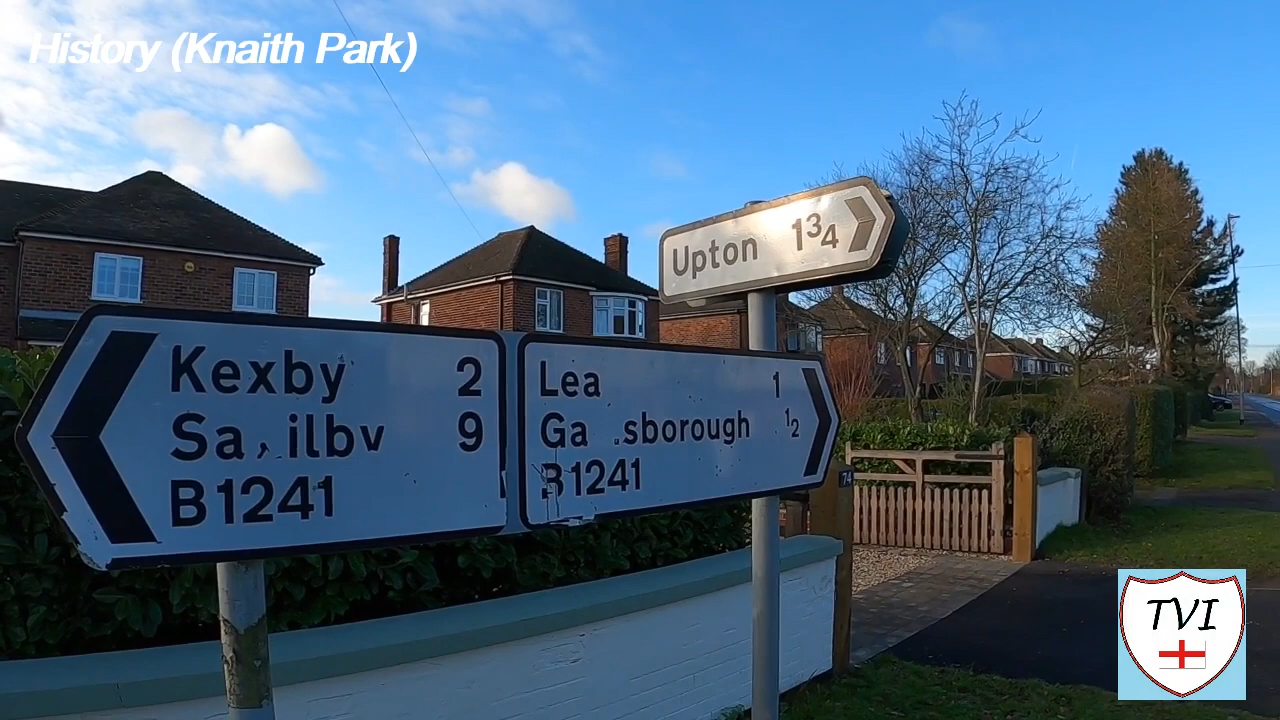 History (Knaith Park)
Upton 1¾
Kexby 2
9
B1241
Lea 1
½
B1241
74
TVI